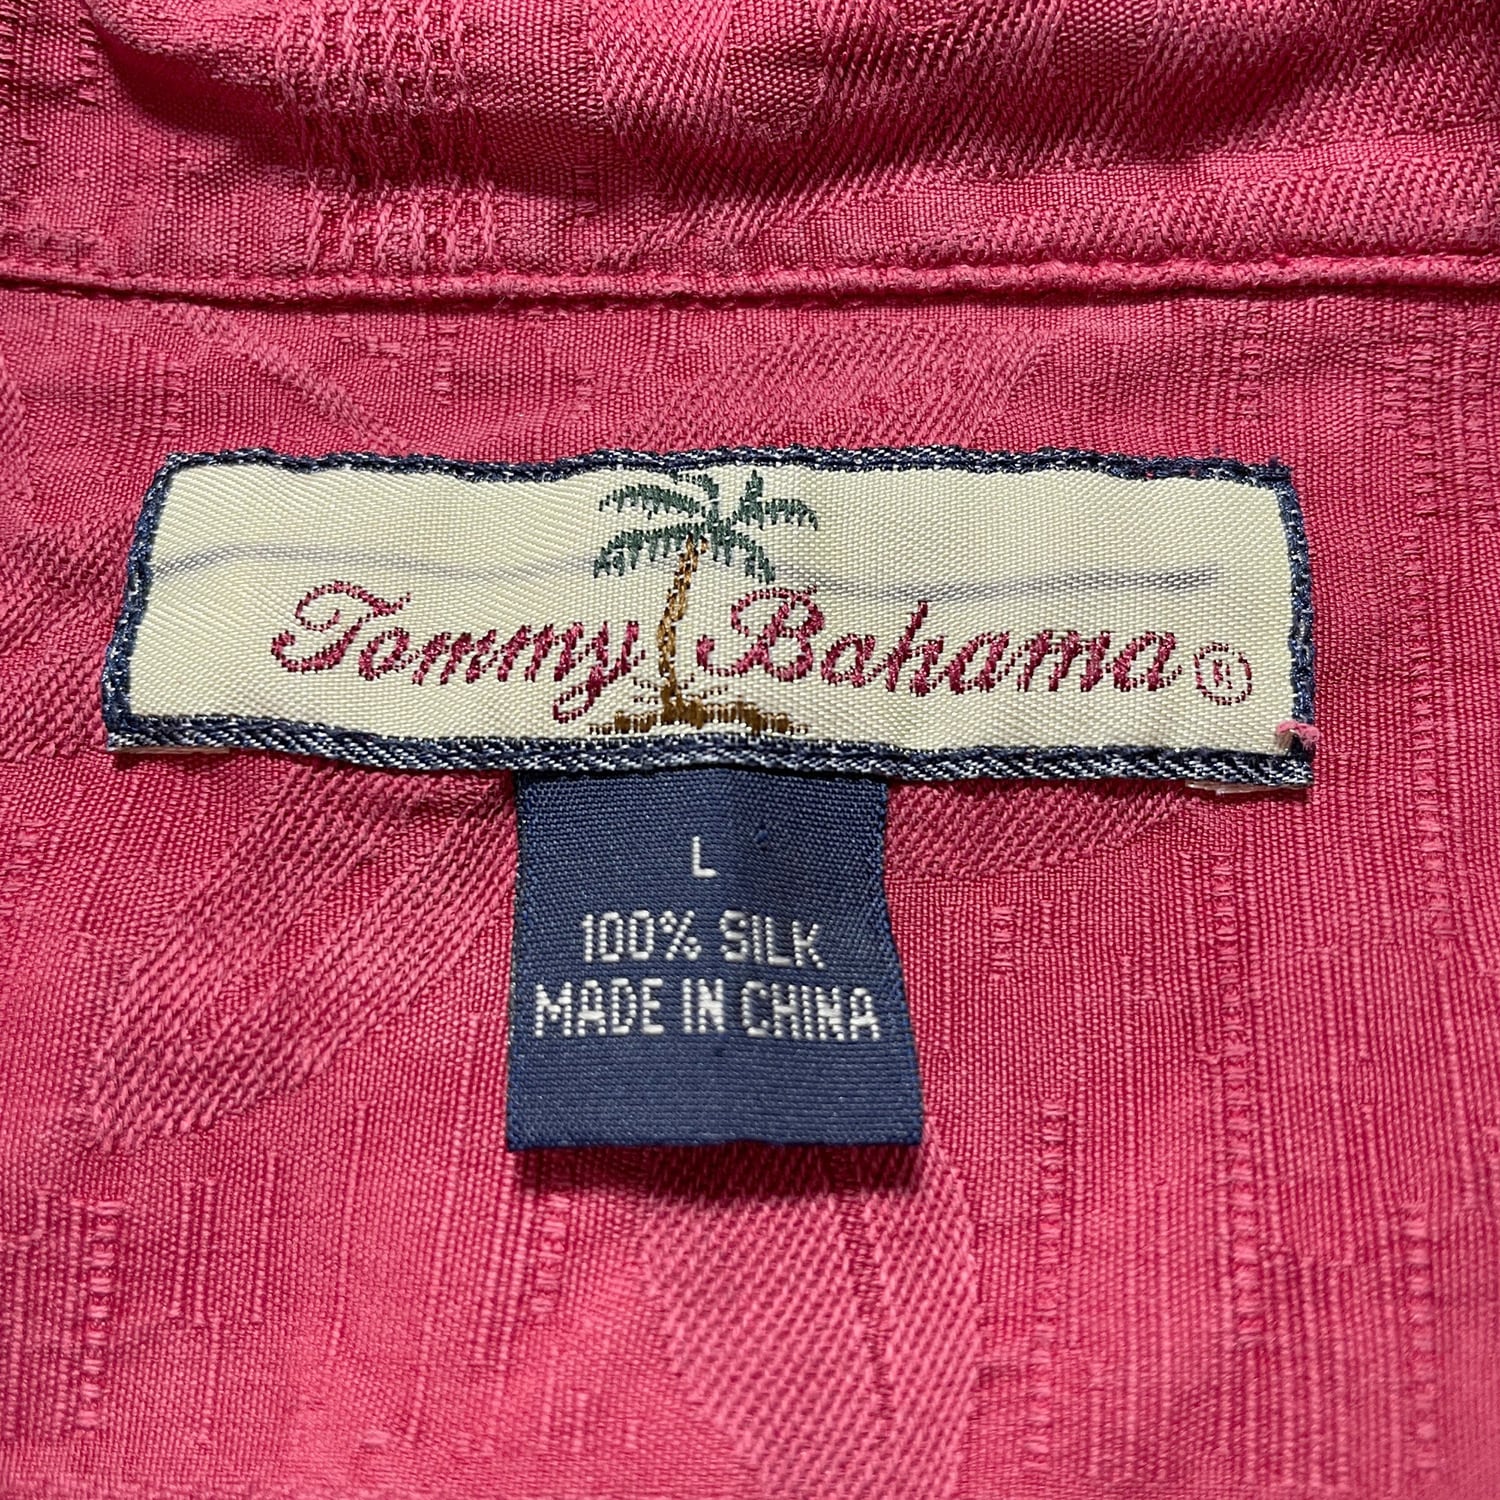 Tommy Bahama®
L
100% SILK
MADE IN CHINA